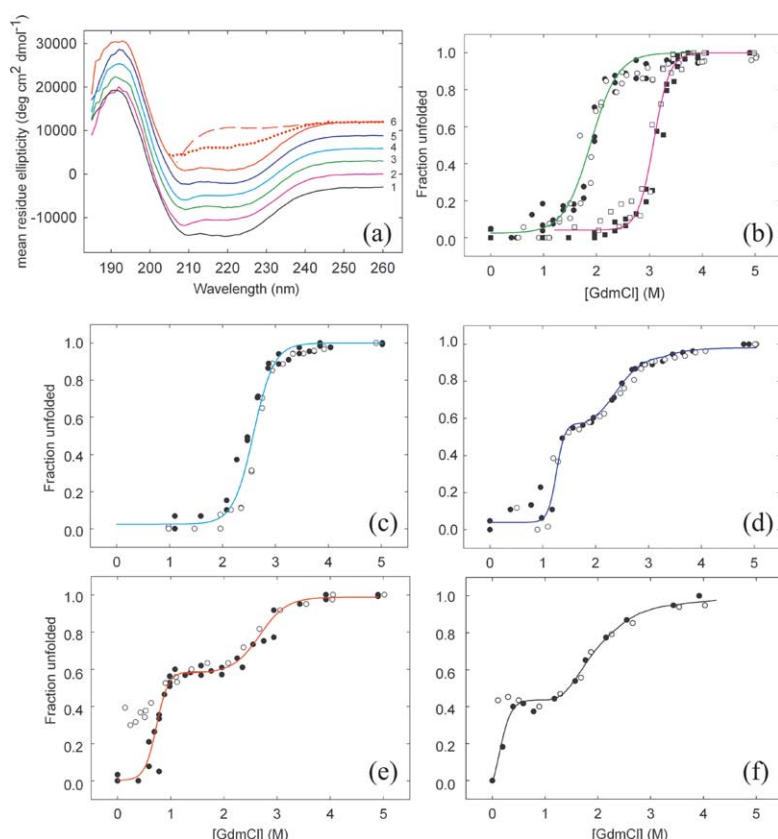 mean residue ellipticity (deg cm² dmol⁻¹)
30000
20000
10000
0
-10000
190 200 210 220 230 240 250 260
Wavelength (nm)
6
5
4
3
2
1
(a)
Fraction unfolded
1.0
0.8
0.6
0.4
0.2
0.0
0 1 2 3 4 5
[GdmCl] (M)
(b)
Fraction unfolded
1.0
0.8
0.6
0.4
0.2
0.0
0 1 2 3 4 5
(c)
1.0
0.8
0.6
0.4
0.2
0.0
0 1 2 3 4 5
(d)
Fraction unfolded
1.0
0.8
0.6
0.4
0.2
0.0
0 1 2 3 4 5
[GdmCl] (M)
(e)
1.0
0.8
0.6
0.4
0.2
0.0
0 1 2 3 4 5
[GdmCl] (M)
(f)